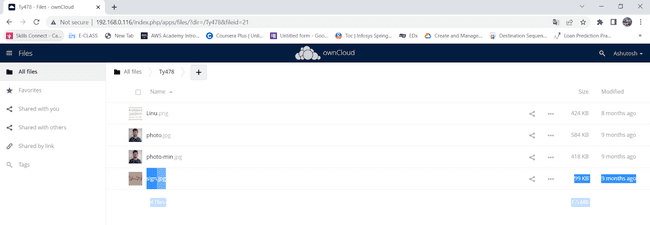 Ty478 - ownCloud
Not secure | 192.168.0.116/index.php/apps/files/?dir=/Ty478&fileid=21
Skills Connect - Ca... E-CLASS New Tab AWS Academy Intro... Coursera Plus | Unli... Untitled form - Goo... Toc | Infosys Spring... EDx Create and Manage... Destination Sequen... Loan Prediction Pra...
Files ownCloud Ashutosh
All files All files Ty478 +
Favorites Name Size Modified
Shared with you Linu.png 424 KB 8 months ago
Shared with others photo.jpg 584 KB 9 months ago
Shared by link photo-min.jpg 418 KB 9 months ago
Tags
sign.jpg 99 KB 9 months ago
4 files 1.5 MB